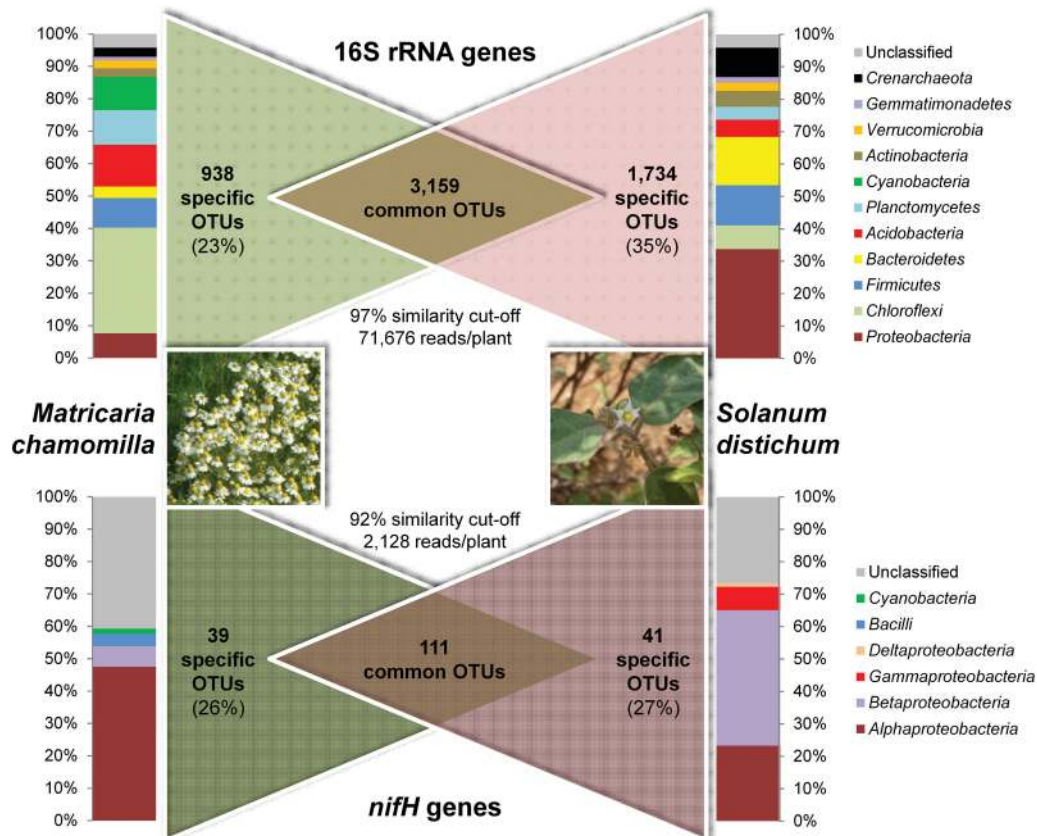 16S rRNA genes
100%
90%
80%
70%
60%
50%
40%
30%
20%
10%
0%
938
specific
OTUs
(23%)
3,159
common OTUs
1,734
specific
OTUs
(35%)
97% similarity cut-off
71,676 reads/plant
100%
90%
80%
70%
60%
50%
40%
30%
20%
10%
0%
Unclassified
Crenarchaeota
Gemmatimonadetes
Verrucomicrobia
Actinobacteria
Cyanobacteria
Planctomycetes
Acidobacteria
Bacteroidetes
Firmicutes
Chloroflexi
Proteobacteria
Matricaria
chamomilla
Solanum
distichum
100%
90%
80%
70%
60%
50%
40%
30%
20%
10%
0%
92% similarity cut-off
2,128 reads/plant
39
specific
OTUs
(26%)
111
common OTUs
41
specific
OTUs
(27%)
nifH genes
100%
90%
80%
70%
60%
50%
40%
30%
20%
10%
0%
Unclassified
Cyanobacteria
Bacilli
Deltaproteobacteria
Gammaproteobacteria
Betaproteobacteria
Alphaproteobacteria